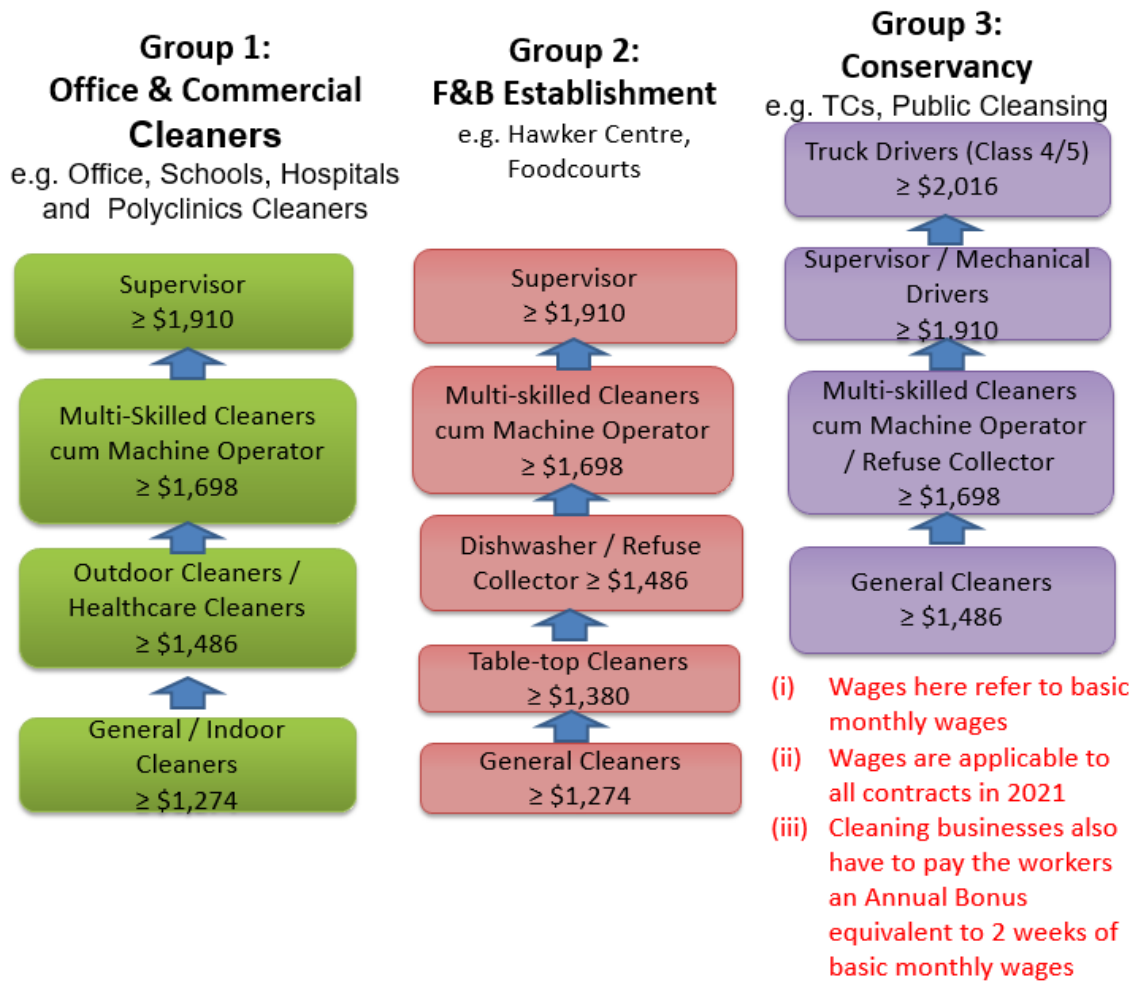 Group 1:
Office & Commercial
Cleaners
e.g. Office, Schools, Hospitals
and Polyclinics Cleaners
Supervisor
≥ $1,910
Multi-Skilled Cleaners
cum Machine Operator
≥ $1,698
Outdoor Cleaners /
Healthcare Cleaners
≥ $1,486
General / Indoor
Cleaners
≥ $1,274
Group 2:
F&B Establishment
e.g. Hawker Centre,
Foodcourts
Supervisor
≥ $1,910
Multi-skilled Cleaners
cum Machine Operator
≥ $1,698
Dishwasher / Refuse
Collector ≥ $1,486
Table-top Cleaners
≥ $1,380
General Cleaners
≥ $1,274
Group 3:
Conservancy
e.g. TCs, Public Cleansing
Truck Drivers (Class 4/5)
≥ $2,016
Supervisor / Mechanical
Drivers
≥ $1,910
Multi-skilled Cleaners
cum Machine Operator
/ Refuse Collector
≥ $1,698
General Cleaners
≥ $1,486
(i) Wages here refer to basic
monthly wages
(ii) Wages are applicable to
all contracts in 2021
(iii) Cleaning businesses also
have to pay the workers
an Annual Bonus
equivalent to 2 weeks of
basic monthly wages